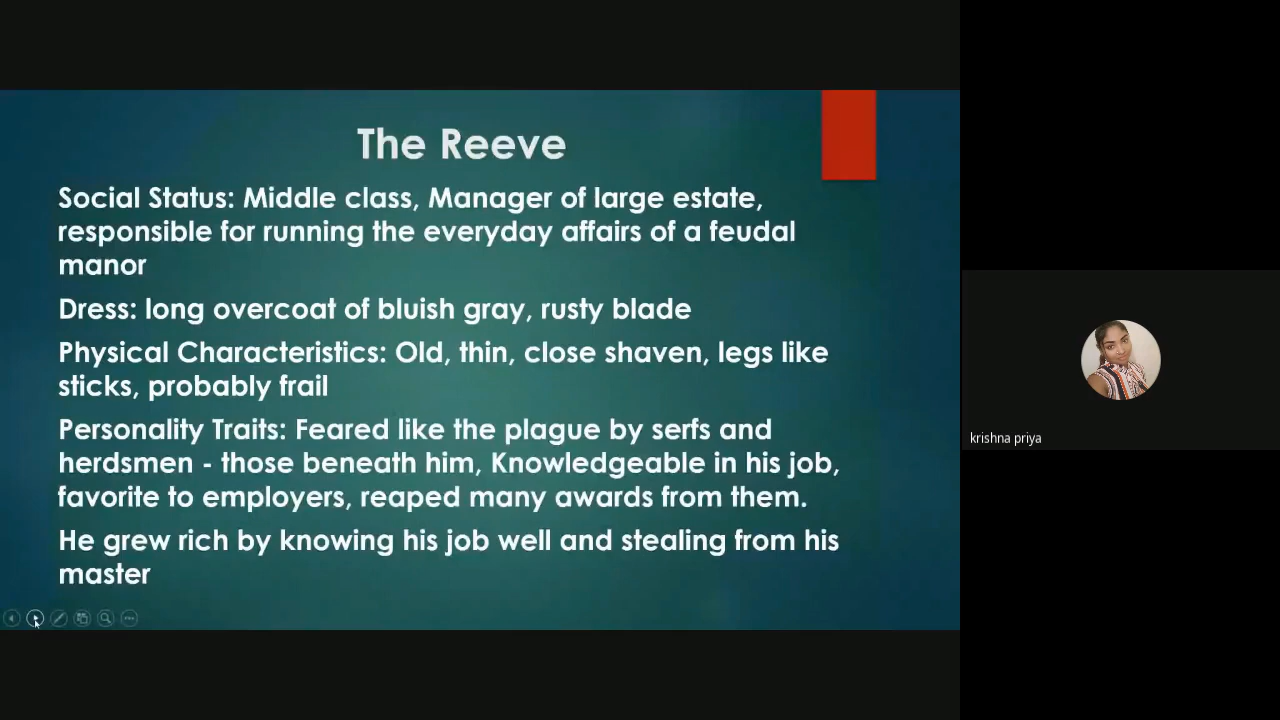 The Reeve
Social Status: Middle class, Manager of large estate,
responsible for running the everyday affairs of a feudal
manor
Dress: long overcoat of bluish gray, rusty blade
Physical Characteristics: Old, thin, close shaven, legs like
sticks, probably frail
Personality Traits: Feared like the plague by serfs and
herdsmen - those beneath him, Knowledgeable in his job,
favorite to employers, reaped many awards from them.
He grew rich by knowing his job well and stealing from his
master
krishna priya